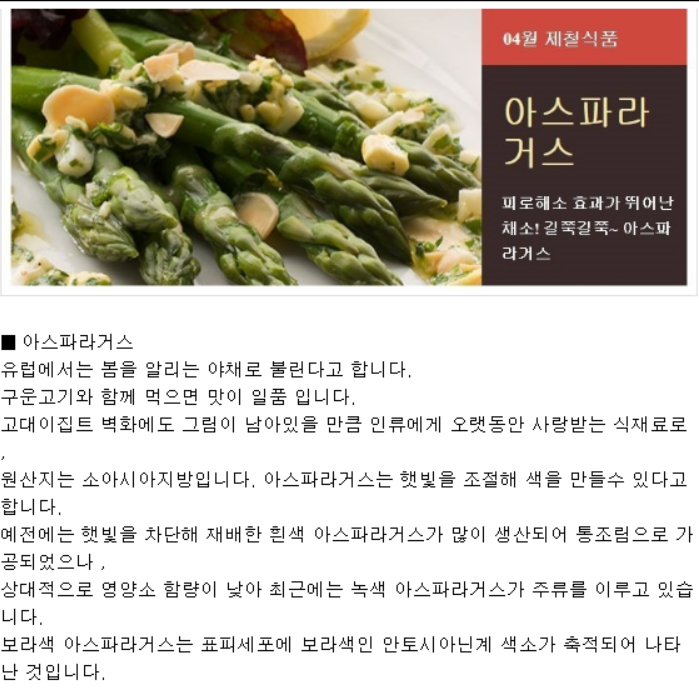 04월 제철식품
아스파라
거스
피로해소 효과가 뛰어난
채소! 길쭉길쭉~ 아스파
라거스
■ 아스파라거스
유럽에서는 봄을 알리는 야채로 불린다고 합니다.
구운고기와 함께 먹으면 맛이 일품 입니다.
고대이집트 벽화에도 그림이 남아있을 만큼 인류에게 오랫동안 사랑받는 식재료로
,
원산지는 소아시아지방입니다. 아스파라거스는 햇빛을 조절해 색을 만들수 있다고
합니다.
예전에는 햇빛을 차단해 재배한 흰색 아스파라거스가 많이 생산되어 통조림으로 가
공되었으나 ,
상대적으로 영양소 함량이 낮아 최근에는 녹색 아스파라거스가 주류를 이루고 있습
니다.
보라색 아스파라거스는 표피세포에 보라색인 안토시아닌계 색소가 축적되어 나타
난 것입니다.